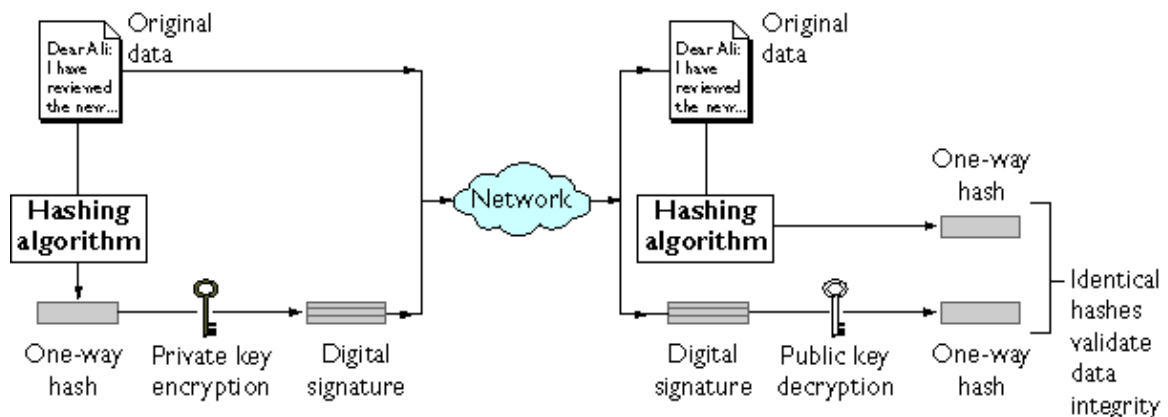 Original
data
Dear Ali:
I have
reviewed
the new...
Hashing
algorithm
One-way
hash
Private key
encryption
Digital
signature
Network
Original
data
Dear Ali:
I have
reviewed
the new...
Hashing
algorithm
One-way
hash
Digital
signature
Public key
decryption
One-way
hash
Identical
hashes
validate
data
integrity